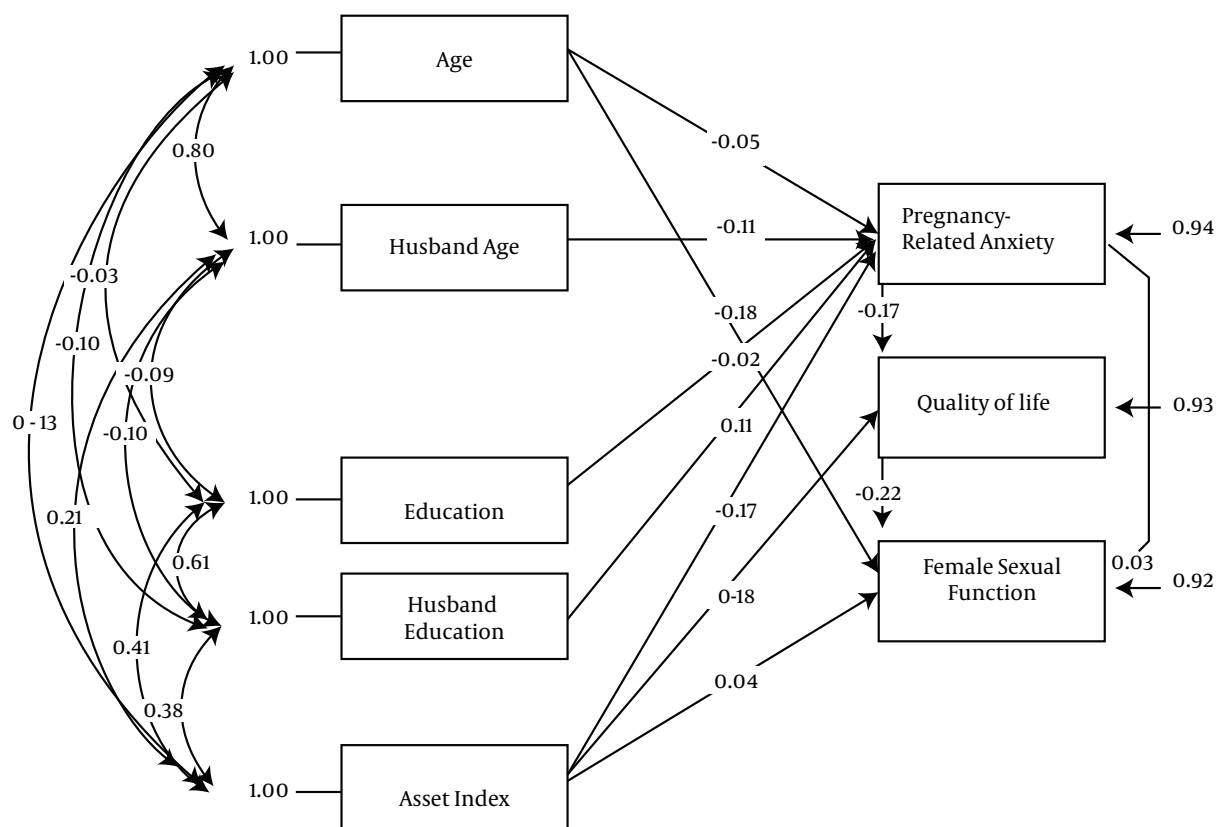 1.00
Age
0.80
-0.05
1.00
Husband Age
-0.11
Pregnancy-
Related Anxiety
0.94
-0.03
-0.18
-0.17
-0.10
-0.09
-0.02
0 -13
-0.10
0.11
Quality of life
0.93
1.00
Education
-0.22
0.21
-0.17
0.61
0.03
Female Sexual
Function
0.92
1.00
Husband
Education
0-18
0.41
0.04
0.38
1.00
Asset Index